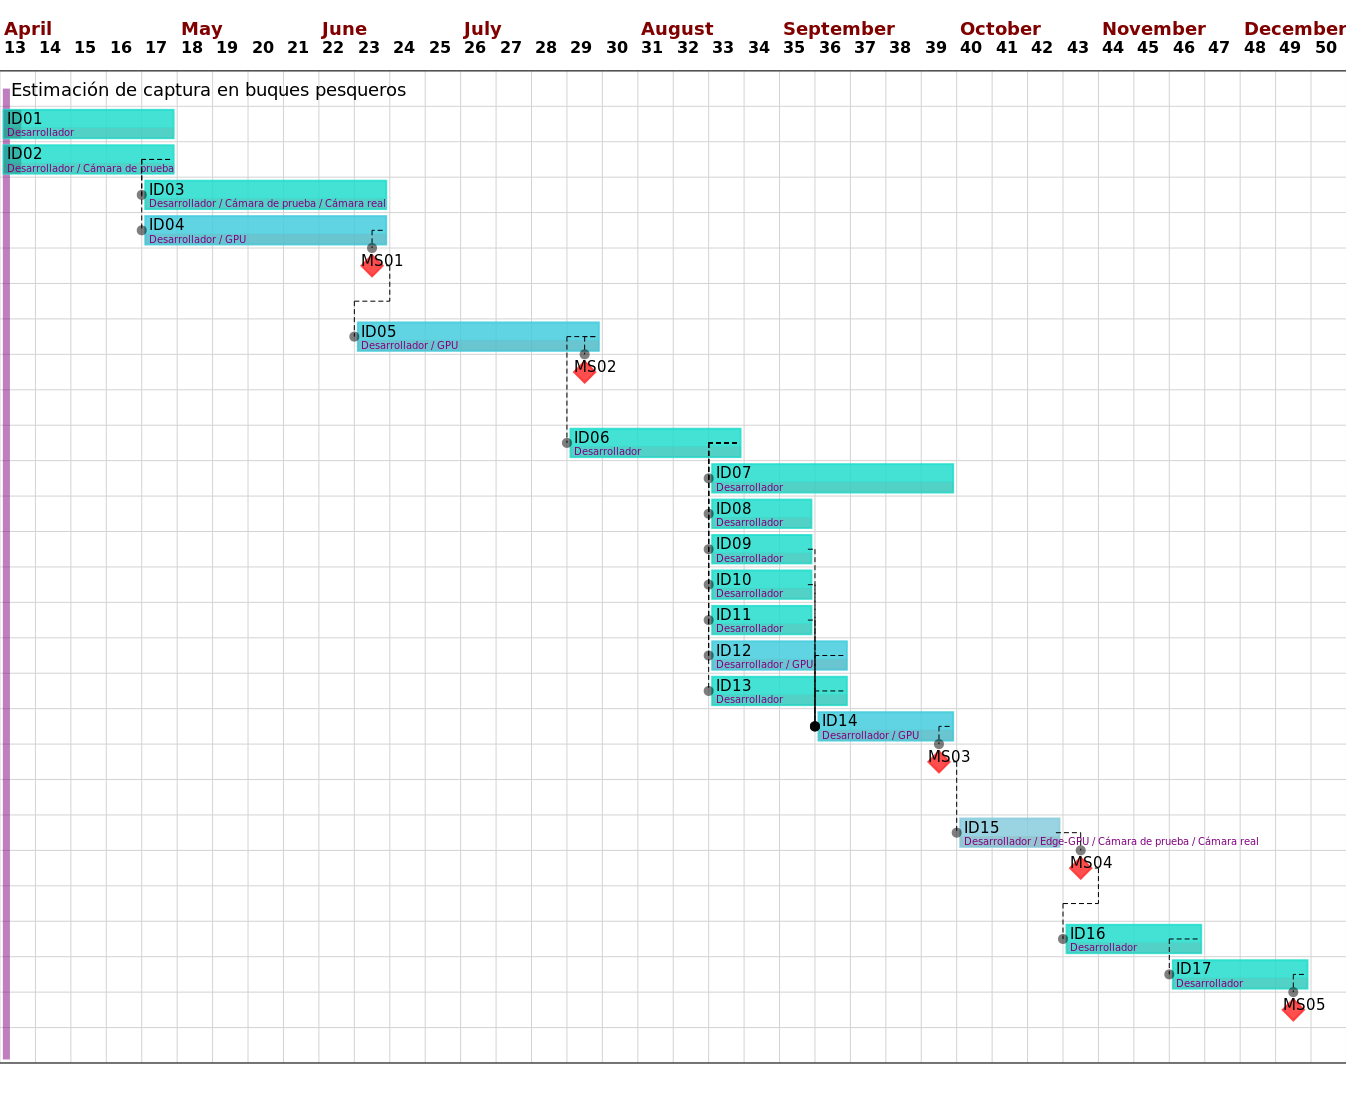 April May June July August September October November December
13 14 15 16 17 18 19 20 21 22 23 24 25 26 27 28 29 30 31 32 33 34 35 36 37 38 39 40 41 42 43 44 45 46 47 48 49 50
Estimación de captura en buques pesqueros
ID01
Desarrollador
ID02
Desarrollador / Cámara de prueba
ID03
Desarrollador / Cámara de prueba / Cámara real
ID04
Desarrollador / GPU
MS01
ID05
Desarrollador / GPU
MS02
ID06
Desarrollador
ID07
Desarrollador
ID08
Desarrollador
ID09
Desarrollador
ID10
Desarrollador
ID11
Desarrollador
ID12
Desarrollador / GPU
ID13
Desarrollador
ID14
Desarrollador / GPU
MS03
ID15
Desarrollador / Edge-GPU / Cámara de prueba / Cámara real
MS04
ID16
Desarrollador
ID17
Desarrollador
MS05